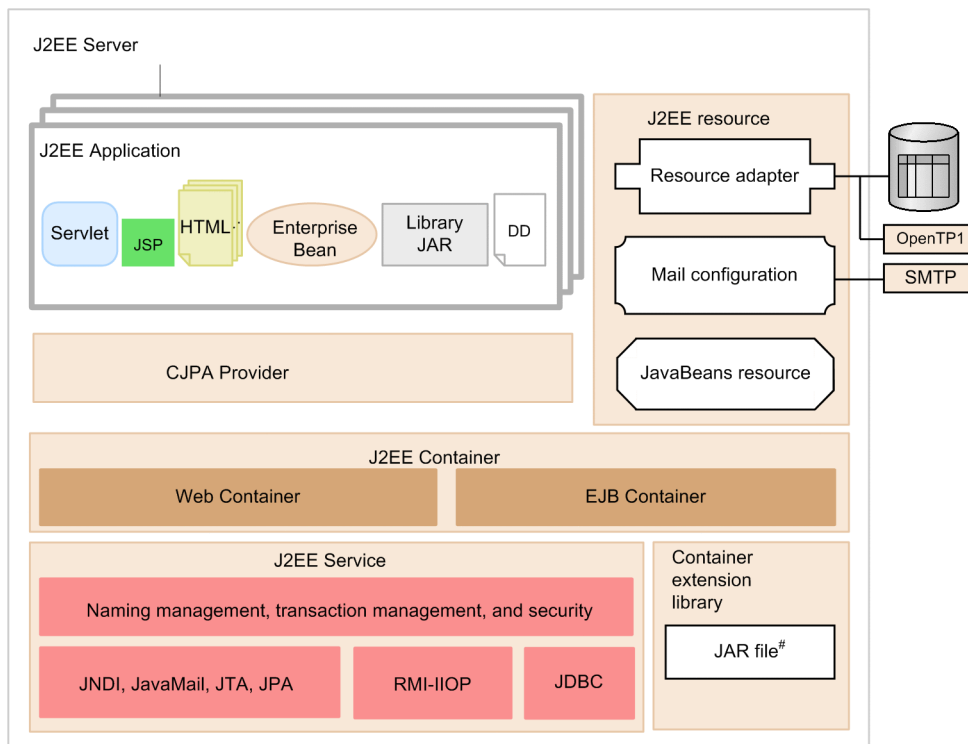 J2EE Server
J2EE Application
Servlet
JSP
HTML
Enterprise
Bean
Library
JAR
DD
J2EE resource
Resource adapter
OpenTP1
Mail configuration
SMTP
JavaBeans resource
CJPA Provider
J2EE Container
Web Container
EJB Container
J2EE Service
Naming management, transaction management, and security
JNDI, JavaMail, JTA, JPA
RMI-IIOP
JDBC
Container
extension
library
JAR file#